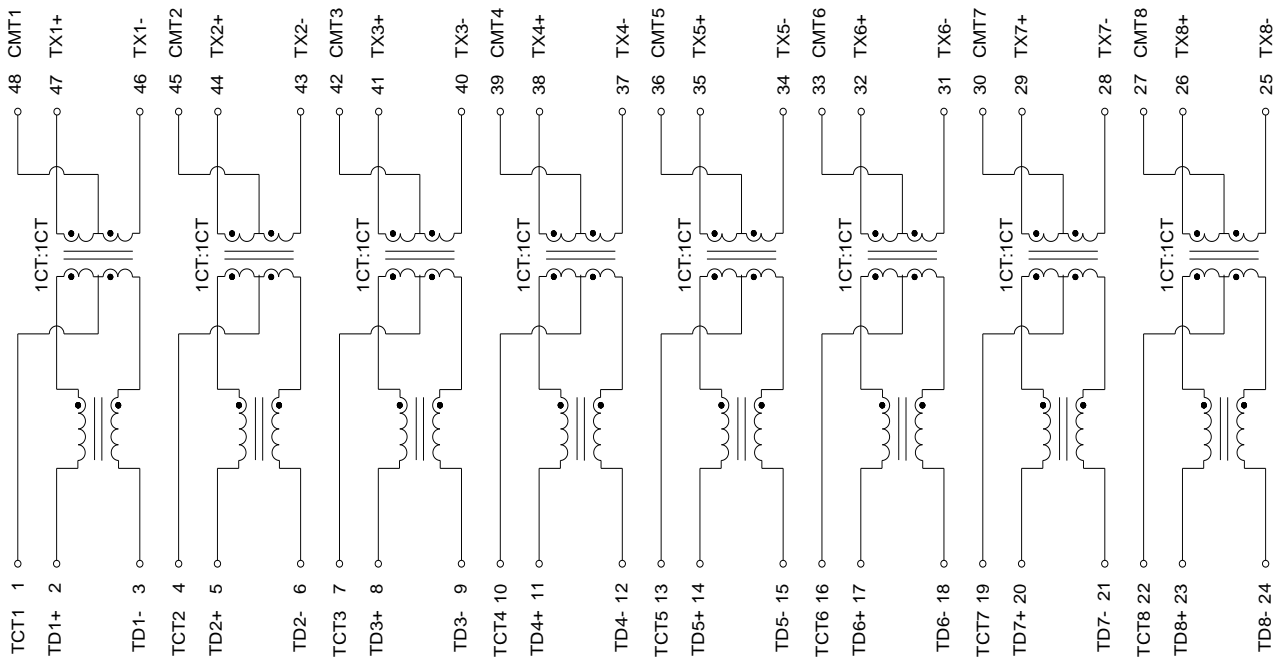 CMT1 TX1+ TX1- CMT2 TX2+ TX2- CMT3 TX3+ TX3- CMT4 TX4+ TX4- CMT5 TX5+ TX5- CMT6 TX6+ TX6- CMT7 TX7+ TX7- CMT8 TX8+ TX8-
48 47 46 45 44 43 42 41 40 39 38 37 36 35 34 33 32 31 30 29 28 27 26 25
1CT:1CT 1CT:1CT 1CT:1CT 1CT:1CT 1CT:1CT 1CT:1CT 1CT:1CT 1CT:1CT
1 2 3 4 5 6 7 8 9 10 11 12 13 14 15 16 17 18 19 20 21 22 23 24
TCT1 TD1+ TD1- TCT2 TD2+ TD2- TCT3 TD3+ TD3- TCT4 TD4+ TD4- TCT5 TD5+ TD5- TCT6 TD6+ TD6- TCT7 TD7+ TD7- TCT8 TD8+ TD8-